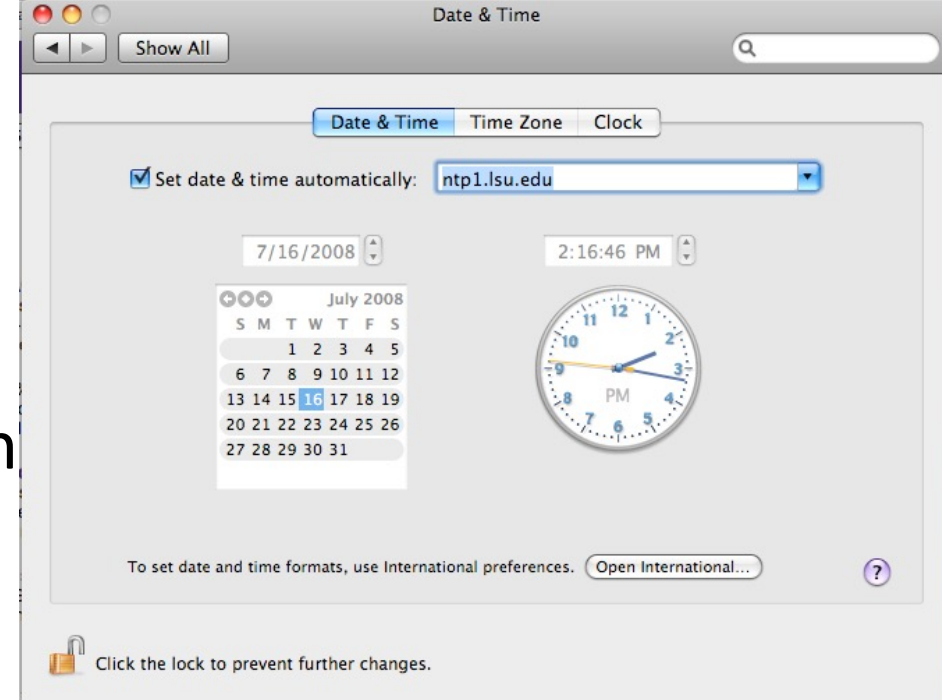 Date & Time
Show All
Date & Time Time Zone Clock
Set date & time automatically: ntp1.lsu.edu
7/16/2008 2:16:46 PM
July 2008
S M T W T F S
1 2 3 4 5
6 7 8 9 10 11 12
13 14 15 16 17 18 19
20 21 22 23 24 25 26
27 28 29 30 31
12
11 1
10 2
9 3
PM
8 4
7 5
6
n
To set date and time formats, use International preferences. Open International... ?
Click the lock to prevent further changes.